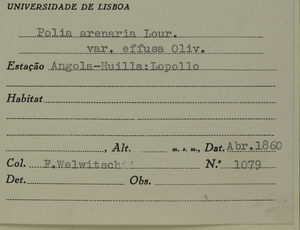 UNIVERSIDADE DE LISBOA
Polia arenaria Lour.
var. effusa Oliv.
Estação Angola-Huilla:Lopollo
Habitat
, Alt. m. s. m., Dat. Abr.1860
Col. F.Welwitsch N.º 1079
Det. Obs.